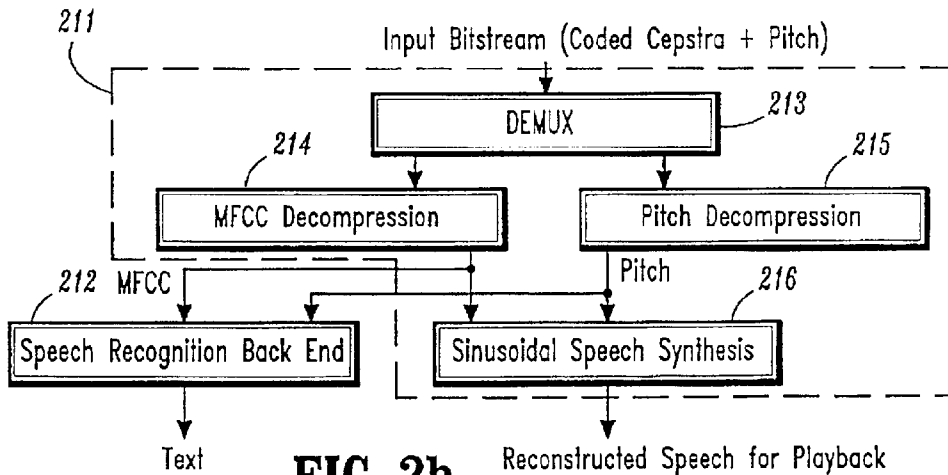 211
Input Bitstream (Coded Cepstra + Pitch)
DEMUX
213
214
215
MFCC Decompression
Pitch Decompression
212
MFCC
Pitch
216
Speech Recognition Back End
Sinusoidal Speech Synthesis
Text
FIG. 2b
Reconstructed Speech for Playback